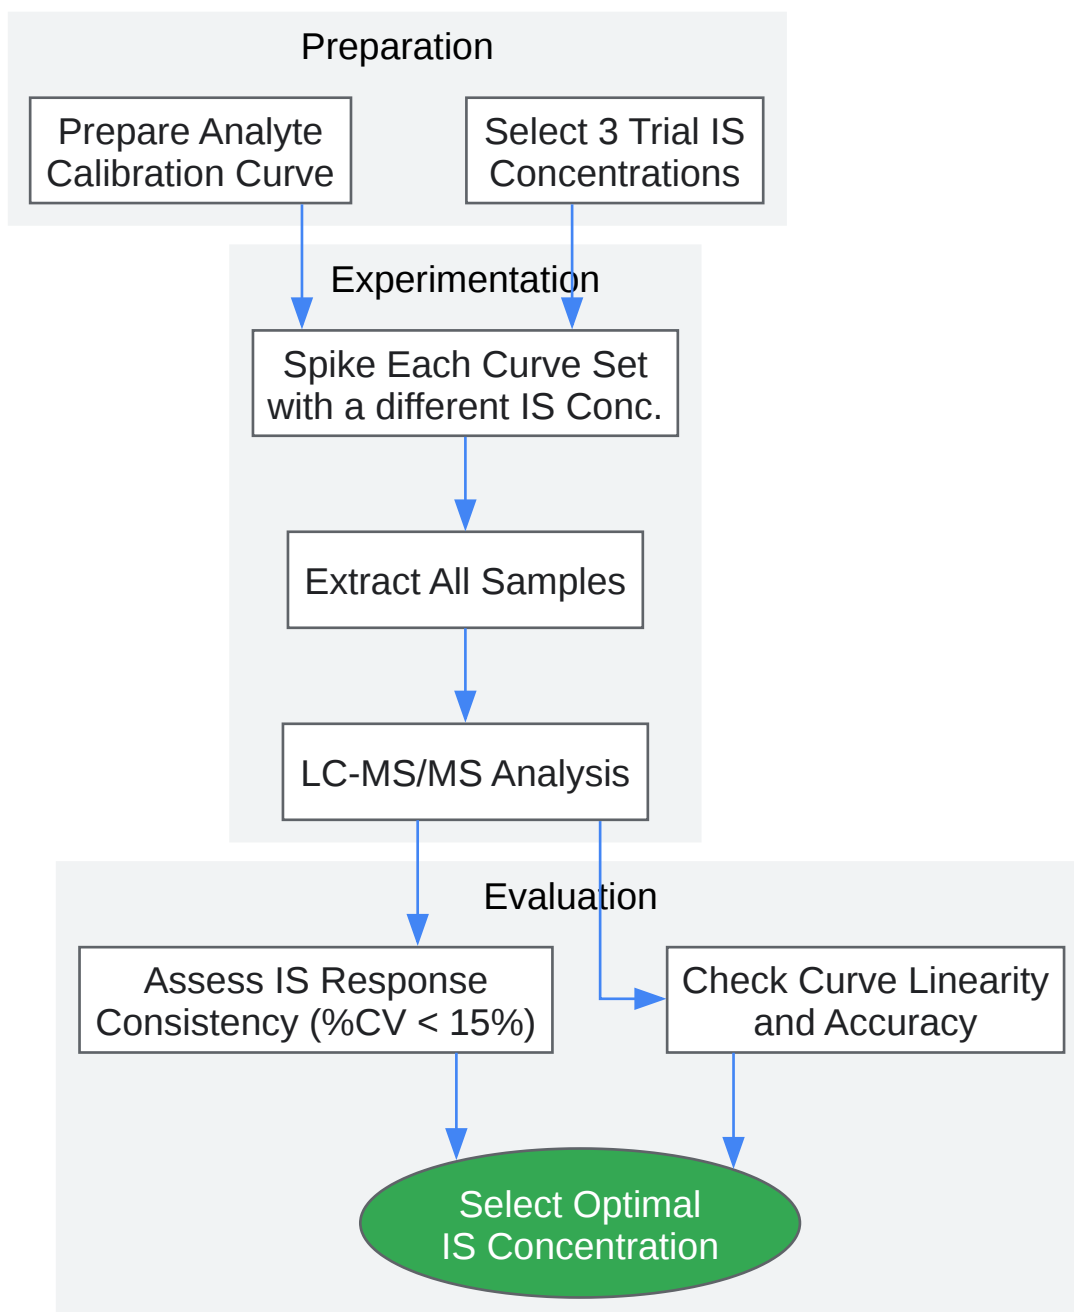 Preparation
Prepare Analyte
Calibration Curve
Select 3 Trial IS
Concentrations
Experimentation
Spike Each Curve Set
with a different IS Conc.
Extract All Samples
LC-MS/MS Analysis
Evaluation
Assess IS Response
Consistency (%CV < 15%)
Check Curve Linearity
and Accuracy
Select Optimal
IS Concentration